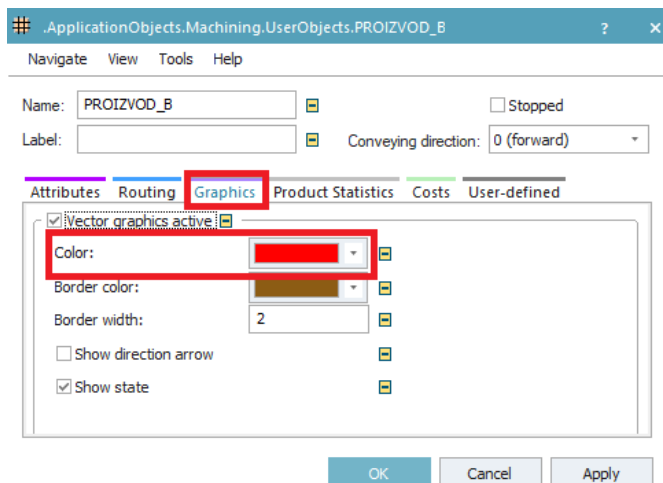 .ApplicationObjects.Machining.UserObjects.PROIZVOD_B ? ×
Navigate View Tools Help
Name: PROIZVOD_B Stopped
Label: Conveying direction: 0 (forward)
Attributes Routing Graphics Product Statistics Costs User-defined
Vector graphics active
Color:
Border color:
Border width: 2
Show direction arrow
Show state
OK Cancel Apply